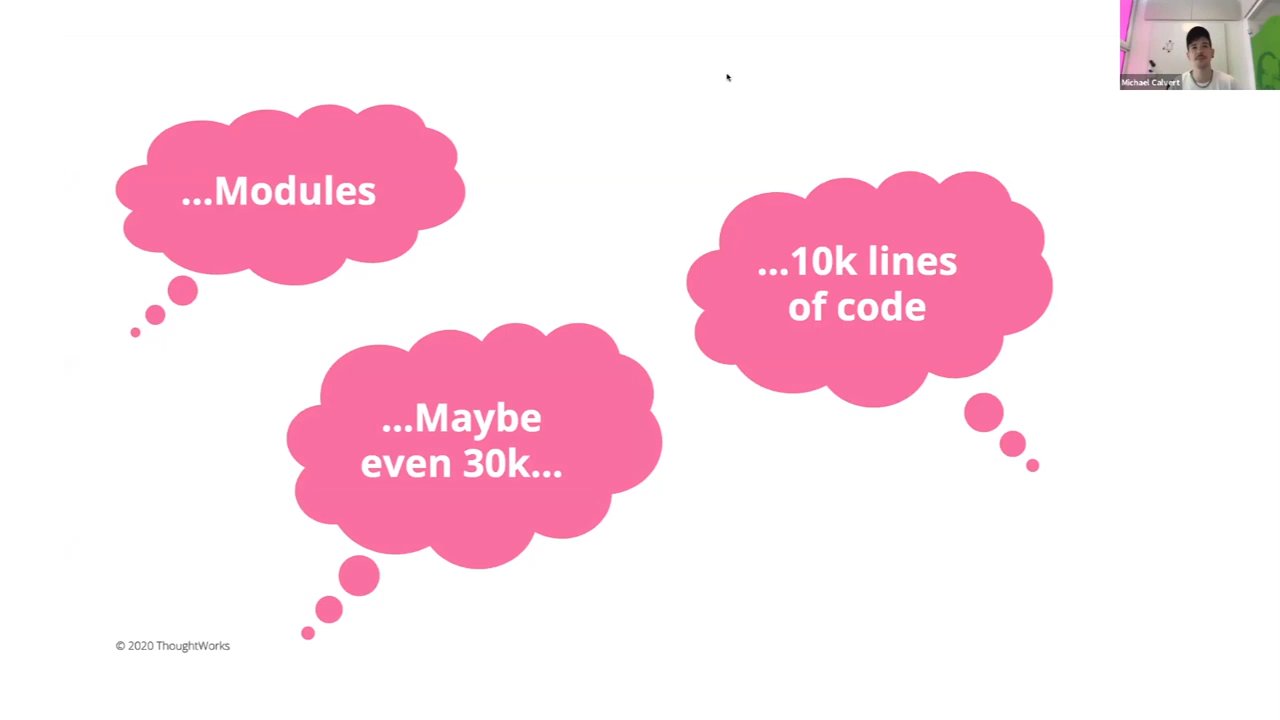 ...Modules
...10k lines
of code
...Maybe
even 30k...
© 2020 ThoughtWorks
Michael Calvert